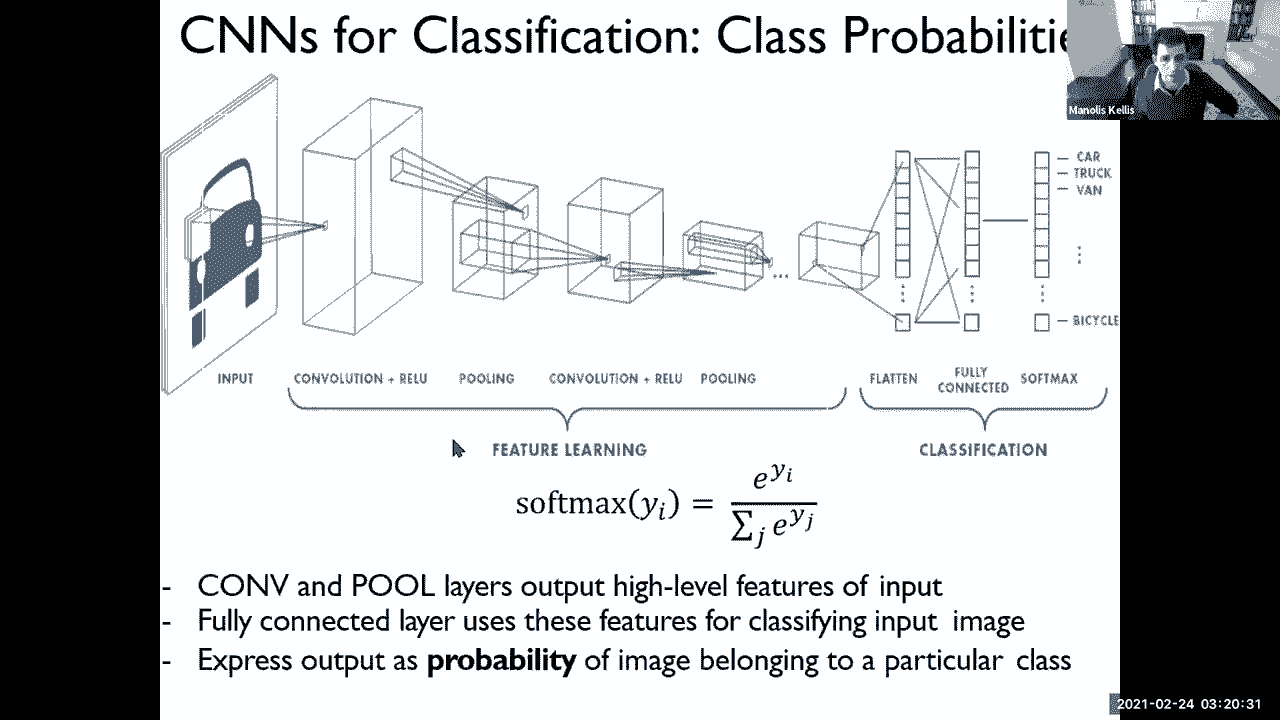 CNNs for Classification: Class Probabilitie
Manolis Kellis
CAR
TRUCK
VAN
BICYCLE
INPUT CONVOLUTION + RELU POOLING CONVOLUTION + RELU POOLING FLATTEN FULLY CONNECTED SOFTMAX
FEATURE LEARNING CLASSIFICATION
softmax(y_i) = e^{y_i} / ∑_j e^{y_j}
- CONV and POOL layers output high-level features of input
- Fully connected layer uses these features for classifying input image
- Express output as probability of image belonging to a particular class
2021-02-24 03:20:31